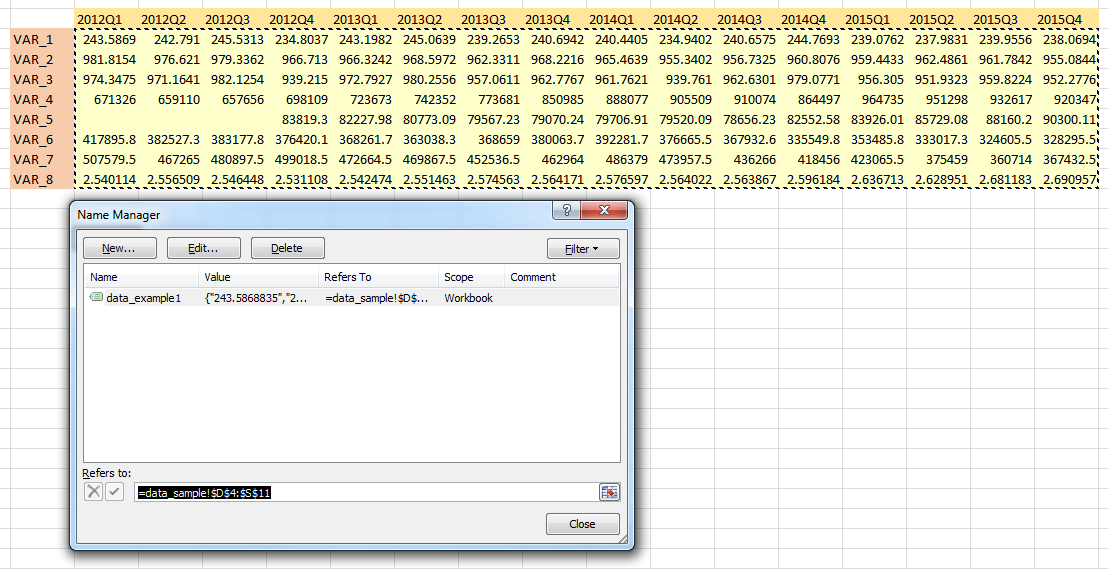 2012Q1 2012Q2 2012Q3 2012Q4 2013Q1 2013Q2 2013Q3 2013Q4 2014Q1 2014Q2 2014Q3 2014Q4 2015Q1 2015Q2 2015Q3 2015Q4
VAR_1 243.5869 242.791 245.5313 234.8037 243.1982 245.0639 239.2653 240.6942 240.4405 234.9402 240.6575 244.7693 239.0762 237.9831 239.9556 238.0694
VAR_2 981.8154 976.621 979.3362 966.713 966.3242 968.5972 962.3311 968.2216 965.4639 955.3402 956.7325 960.8076 959.4433 962.4861 961.7842 955.0844
VAR_3 974.3475 971.1641 982.1254 939.215 972.7927 980.2556 957.0611 962.7767 961.7621 939.761 962.6301 979.0771 956.305 951.9323 959.8224 952.2776
VAR_4 671326 659110 657656 698109 723673 742352 773681 850985 888077 905509 910074 864497 964735 951298 932617 920347
VAR_5 83819.3 82227.98 80773.09 79567.23 79070.24 79706.91 79520.09 78656.23 82552.58 83926.01 85729.08 88160.2 90300.11
VAR_6 417895.8 382527.3 383177.8 376420.1 368261.7 363038.3 368659 380063.7 392281.7 376665.5 367932.6 335549.8 353485.8 333017.3 324605.5 328295.5
VAR_7 507579.5 467265 480897.5 499018.5 472664.5 469867.5 452536.5 462964 486379 473957.5 436266 418456 423065.5 375459 360714 367432.5
VAR_8 2.540114 2.556509 2.546448 2.531108 2.542474 2.551463 2.574563 2.564171 2.576597 2.564022 2.563867 2.596184 2.636713 2.628951 2.681183 2.690957
Name Manager
New... Edit... Delete Filter
Name Value Refers To Scope Comment
data_example1 {"243.5868835","2... =data_sample!$D$... Workbook
Refers to:
=data_sample!$D$4:$S$11
Close